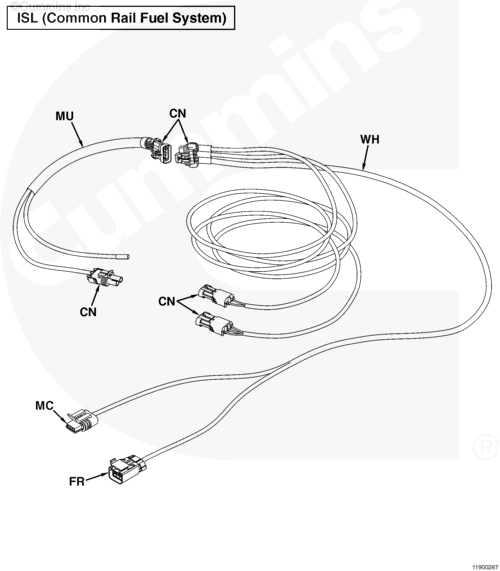 ©Cummins Inc
ISL (Common Rail Fuel System)
MU
CN
WH
Cummins
CN
CN
MC
FR
®
11900287